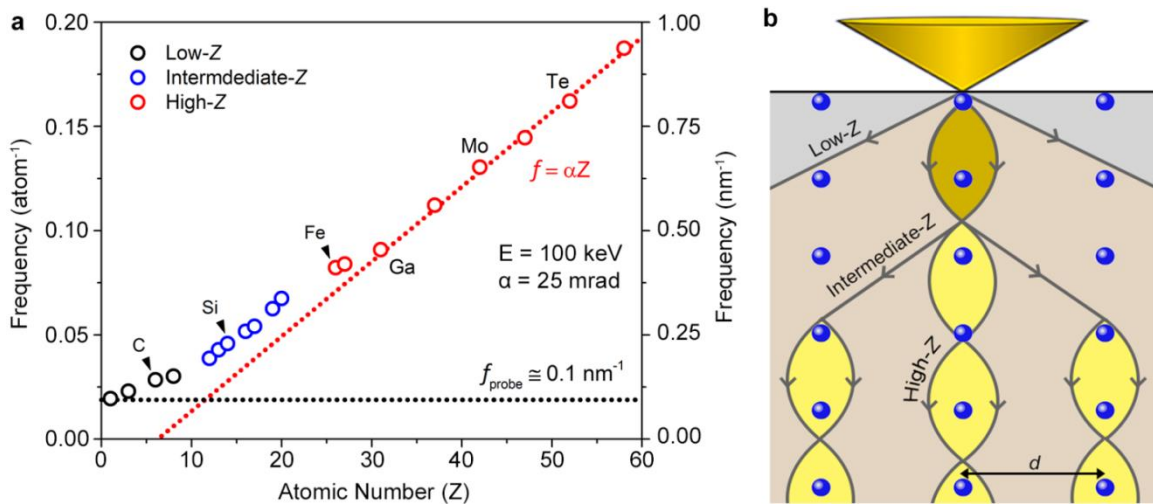 a
0.20
0.15
0.10
0.05
0.00
Frequency (atom⁻¹)
Low-Z
Intermdediate-Z
High-Z
C
Si
Fe
Ga
Mo
Te
f = αZ
E = 100 keV
α = 25 mrad
f probe ≅ 0.1 nm⁻¹
1.00
0.75
0.50
0.25
0.00
Frequency (nm⁻¹)
0 10 20 30 40 50 60
Atomic Number (Z)
b
Low-Z
Intermediate-Z
High-Z
d